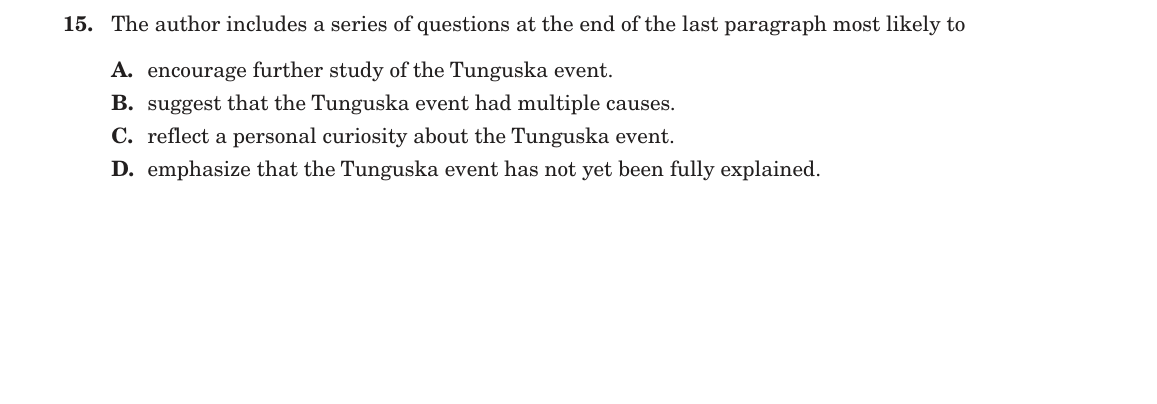 15. The author includes a series of questions at the end of the last paragraph most likely to
A. encourage further study of the Tunguska event.
B. suggest that the Tunguska event had multiple causes.
C. reflect a personal curiosity about the Tunguska event.
D. emphasize that the Tunguska event has not yet been fully explained.